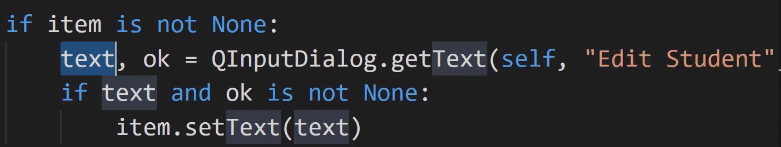 if item is not None:
text, ok = QInputDialog.getText(self, "Edit Student"
if text and ok is not None:
item.setText(text)